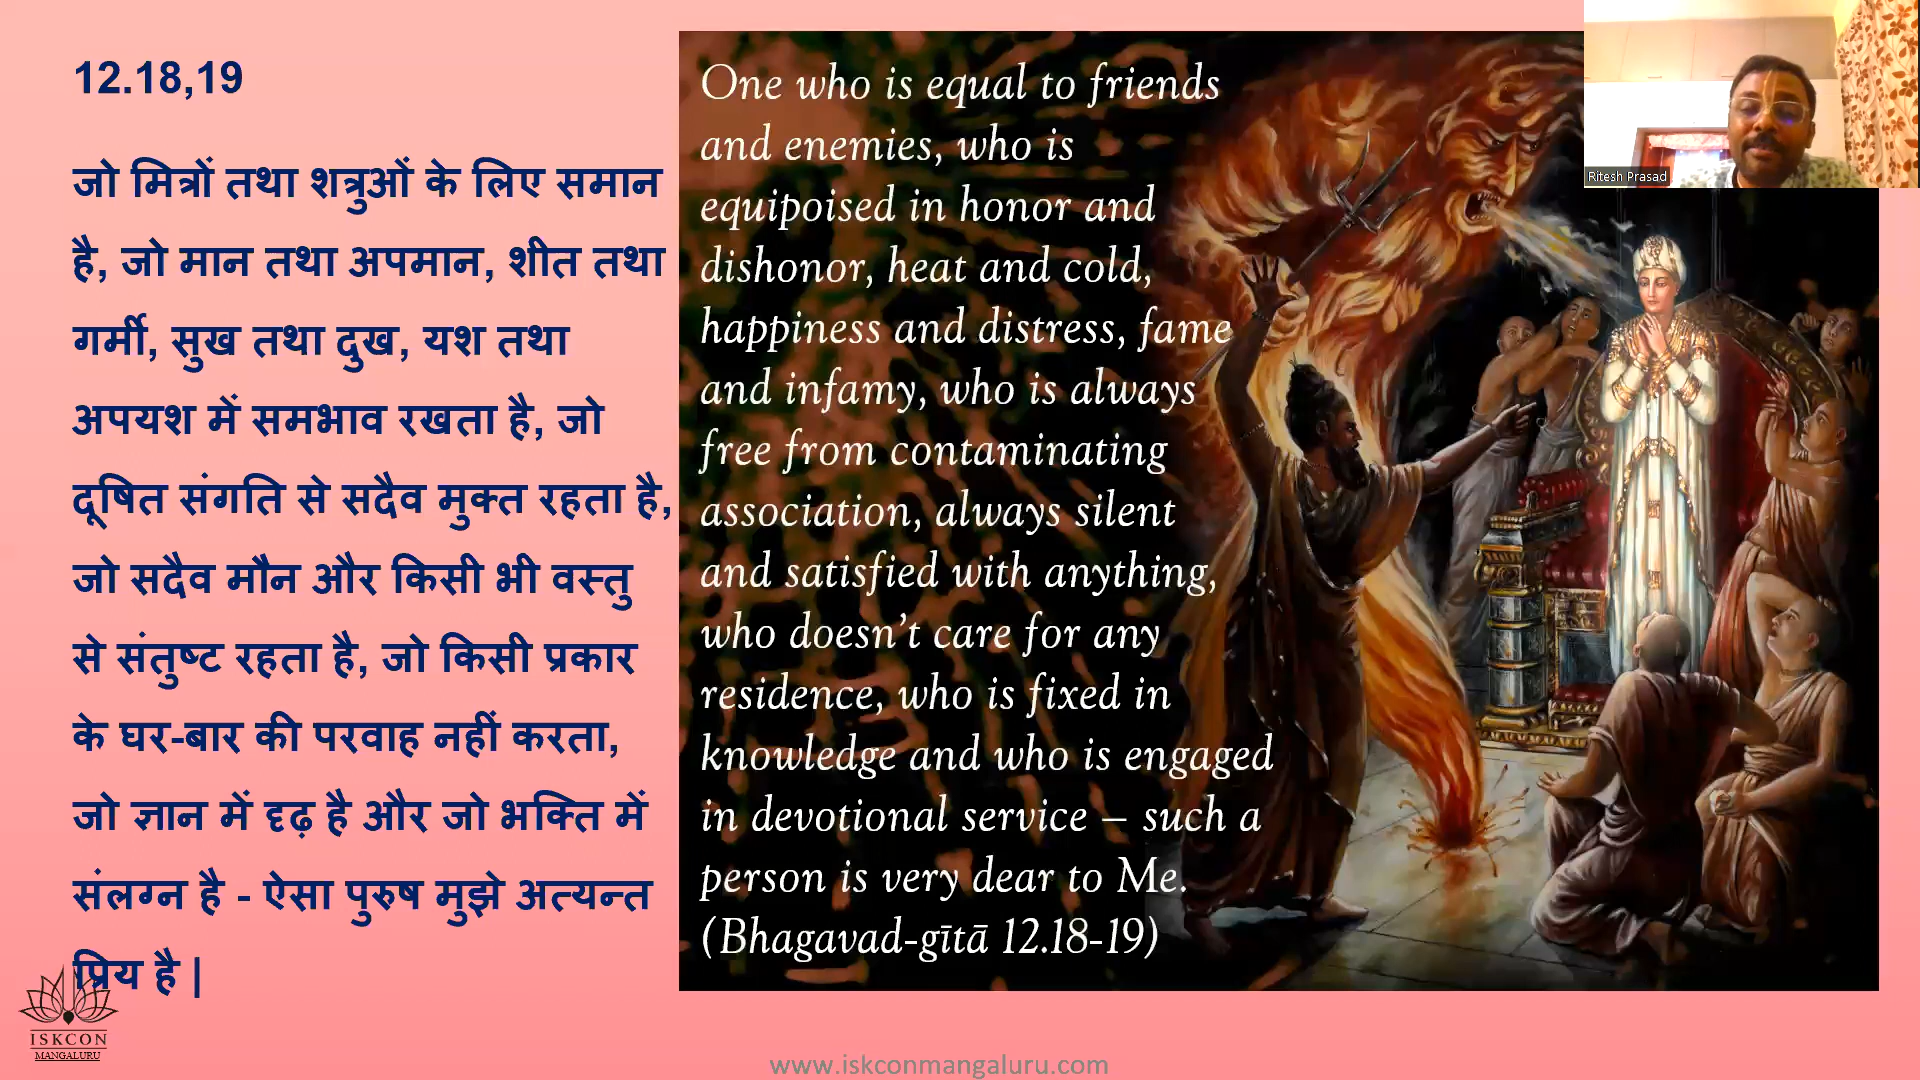 12.18,19
जो मित्रों तथा शत्रुओं के लिए समान
है, जो मान तथा अपमान, शीत तथा
गर्मी, सुख तथा दुख, यश तथा
अपयश में समभाव रखता है, जो
दूषित संगति से सदैव मुक्त रहता है,
जो सदैव मौन और किसी भी वस्तु
से संतुष्ट रहता है, जो किसी प्रकार
के घर-बार की परवाह नहीं करता,
जो ज्ञान में दृढ़ है और जो भक्ति में
संलग्न है - ऐसा पुरुष मुझे अत्यन्त
प्रिय है |
One who is equal to friends
and enemies, who is
equipoised in honor and
dishonor, heat and cold,
happiness and distress, fame
and infamy, who is always
free from contaminating
association, always silent
and satisfied with anything,
who doesn’t care for any
residence, who is fixed in
knowledge and who is engaged
in devotional service – such a
person is very dear to Me.
(Bhagavad-gītā 12.18-19)
Ritesh Prasad
ISKCON
MANGALURU
www.iskconmangaluru.com